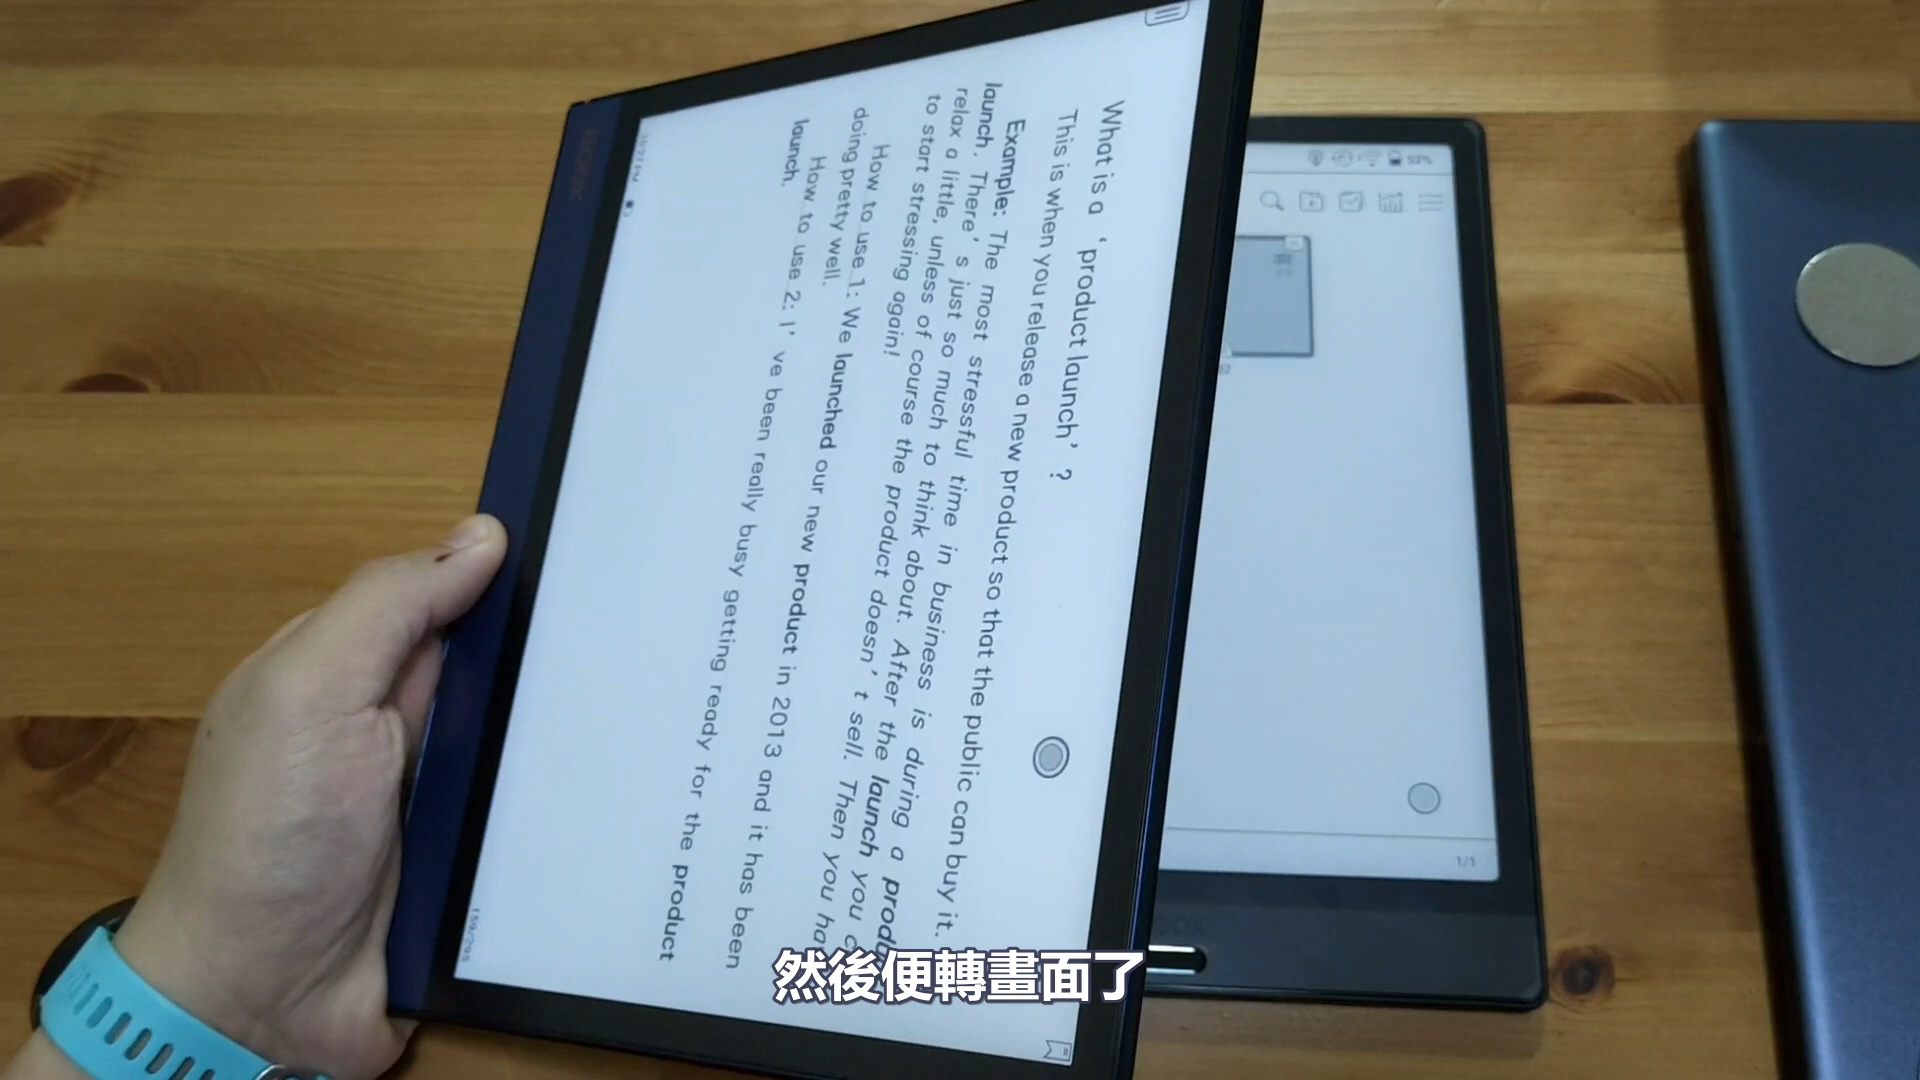 What is a ‘product launch’?
This is when you release a new product so that the public can buy it.
Example: The most stressful time in business is during a produ
launch. There’s just so much to think about. After the launch you c
relax a little, unless of course the product doesn’t sell. Then you ha
to start stressing again!
How to use 1: We launched our new product in 2013 and it has been
doing pretty well.
How to use 2: I’ve been really busy getting ready for the product
launch.
159/295
BOOX
1/1
然後便轉畫面了